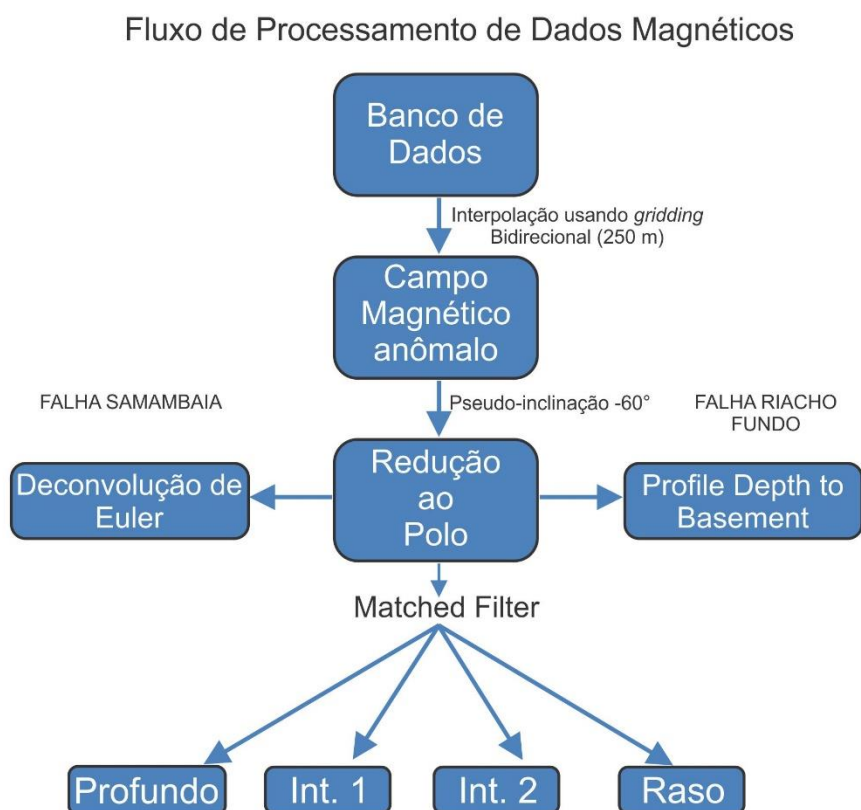 Fluxo de Processamento de Dados Magnéticos
Banco de
Dados
Interpolação usando gridding
Bidirecional (250 m)
Campo
Magnético
anômalo
Pseudo-inclinação -60°
FALHA SAMAMBAIA
FALHA RIACHO
FUNDO
Deconvolução de
Euler
Redução
ao
Polo
Profile Depth to
Basement
Matched Filter
Profundo
Int. 1
Int. 2
Raso